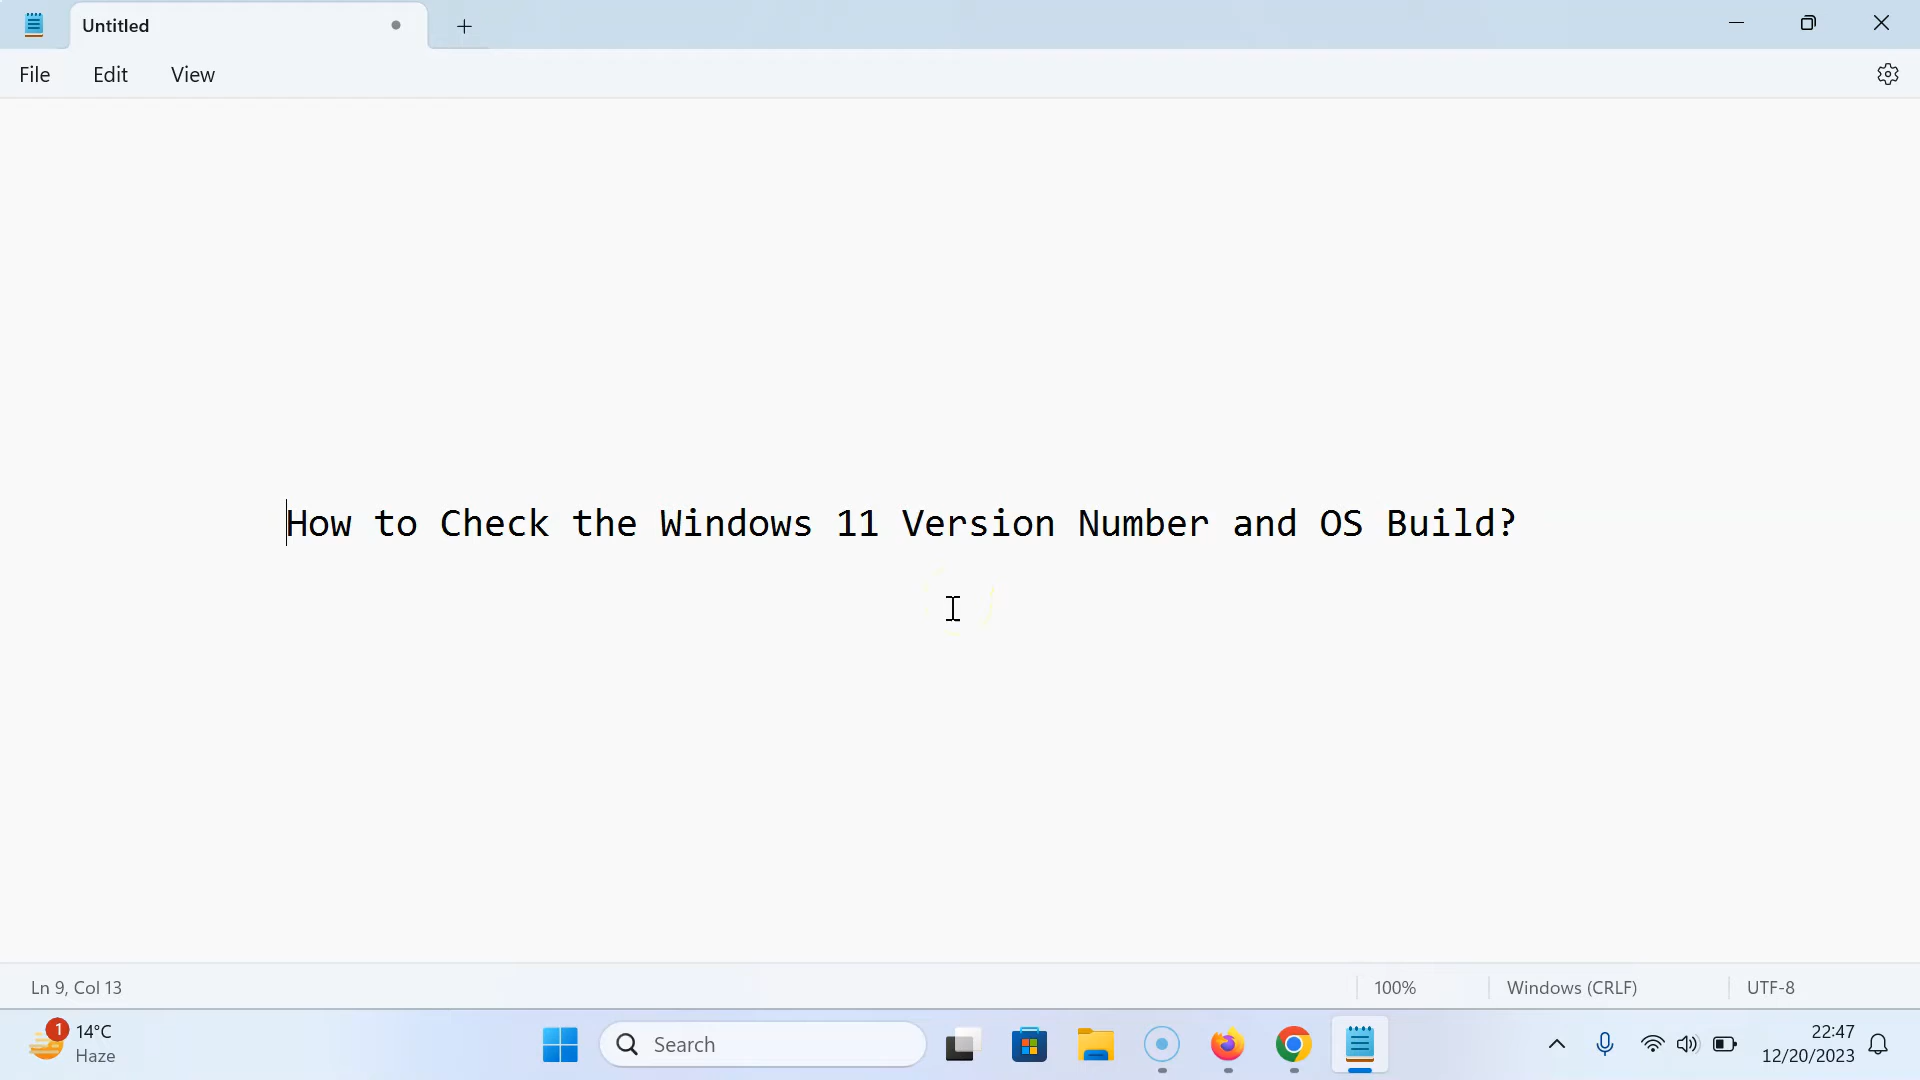 Untitled
File Edit View
How to Check the Windows 11 Version Number and OS Build?
Ln 9, Col 13 100% Windows (CRLF) UTF-8
1 14°C
Haze
Search
22:47
12/20/2023